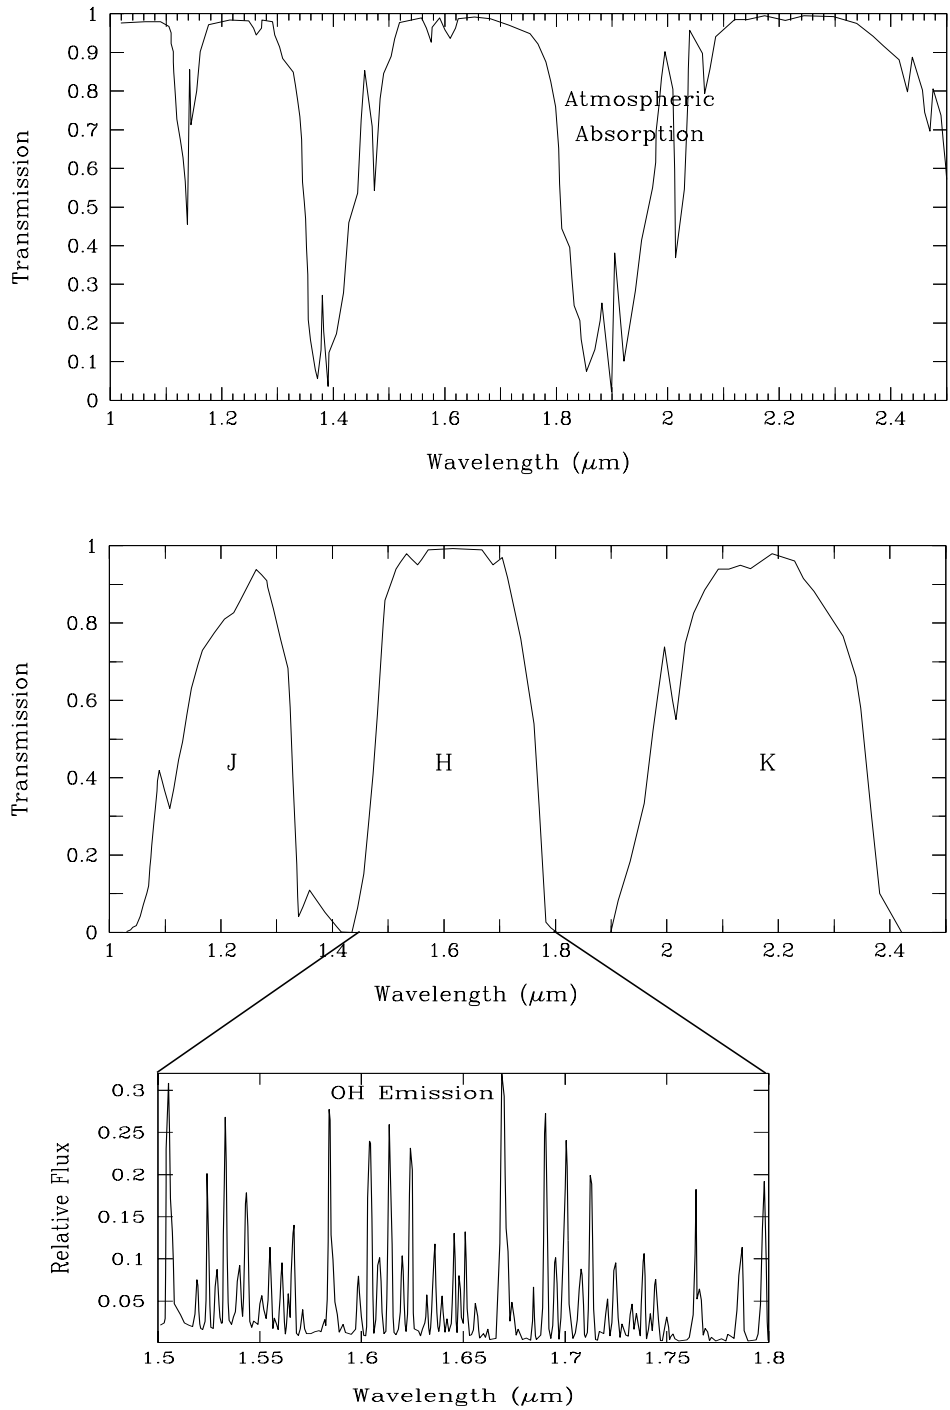 1
0.9
0.8
0.7
0.6
0.5
0.4
0.3
0.2
0.1
0
Transmission
Atmospheric
Absorption
1 1.2 1.4 1.6 1.8 2 2.2 2.4
Wavelength (μm)
1
0.8
0.6
0.4
0.2
0
Transmission
J H K
1 1.2 1.4 1.6 1.8 2 2.2 2.4
Wavelength (μm)
OH Emission
0.3
0.25
0.2
0.15
0.1
0.05
Relative Flux
1.5 1.55 1.6 1.65 1.7 1.75 1.8
Wavelength (μm)